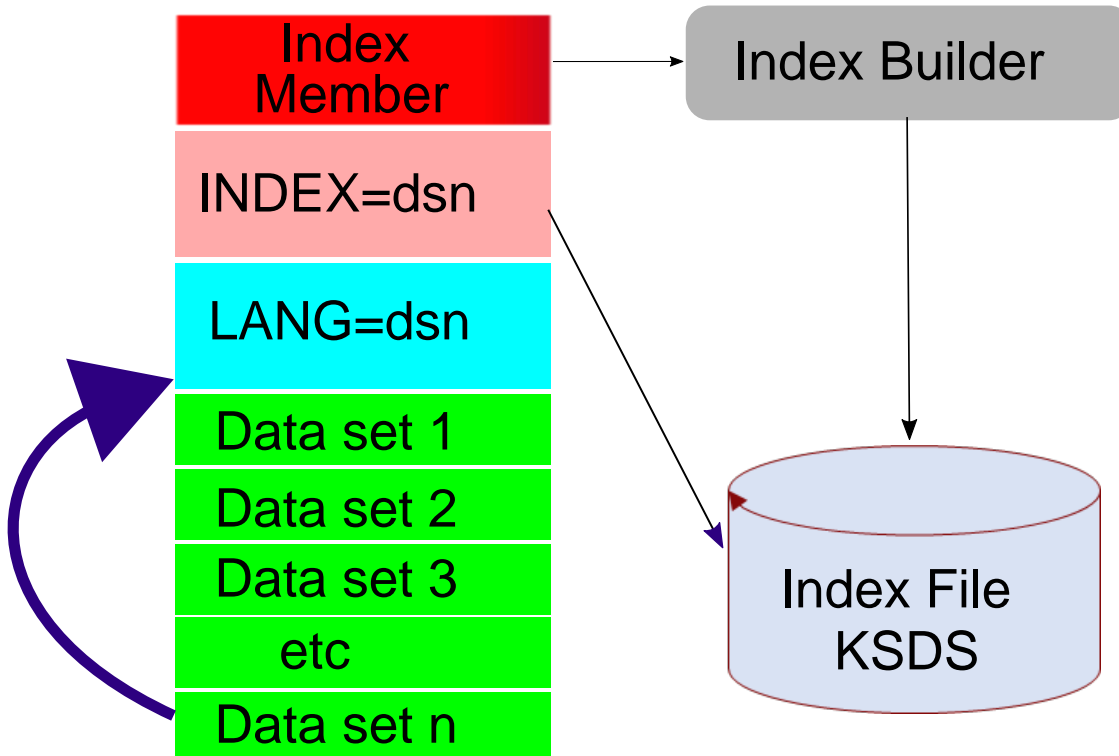 Index
Member
Index Builder
INDEX=dsn
LANG=dsn
Data set 1
Data set 2
Data set 3
etc
Data set n
Index File
KSDS